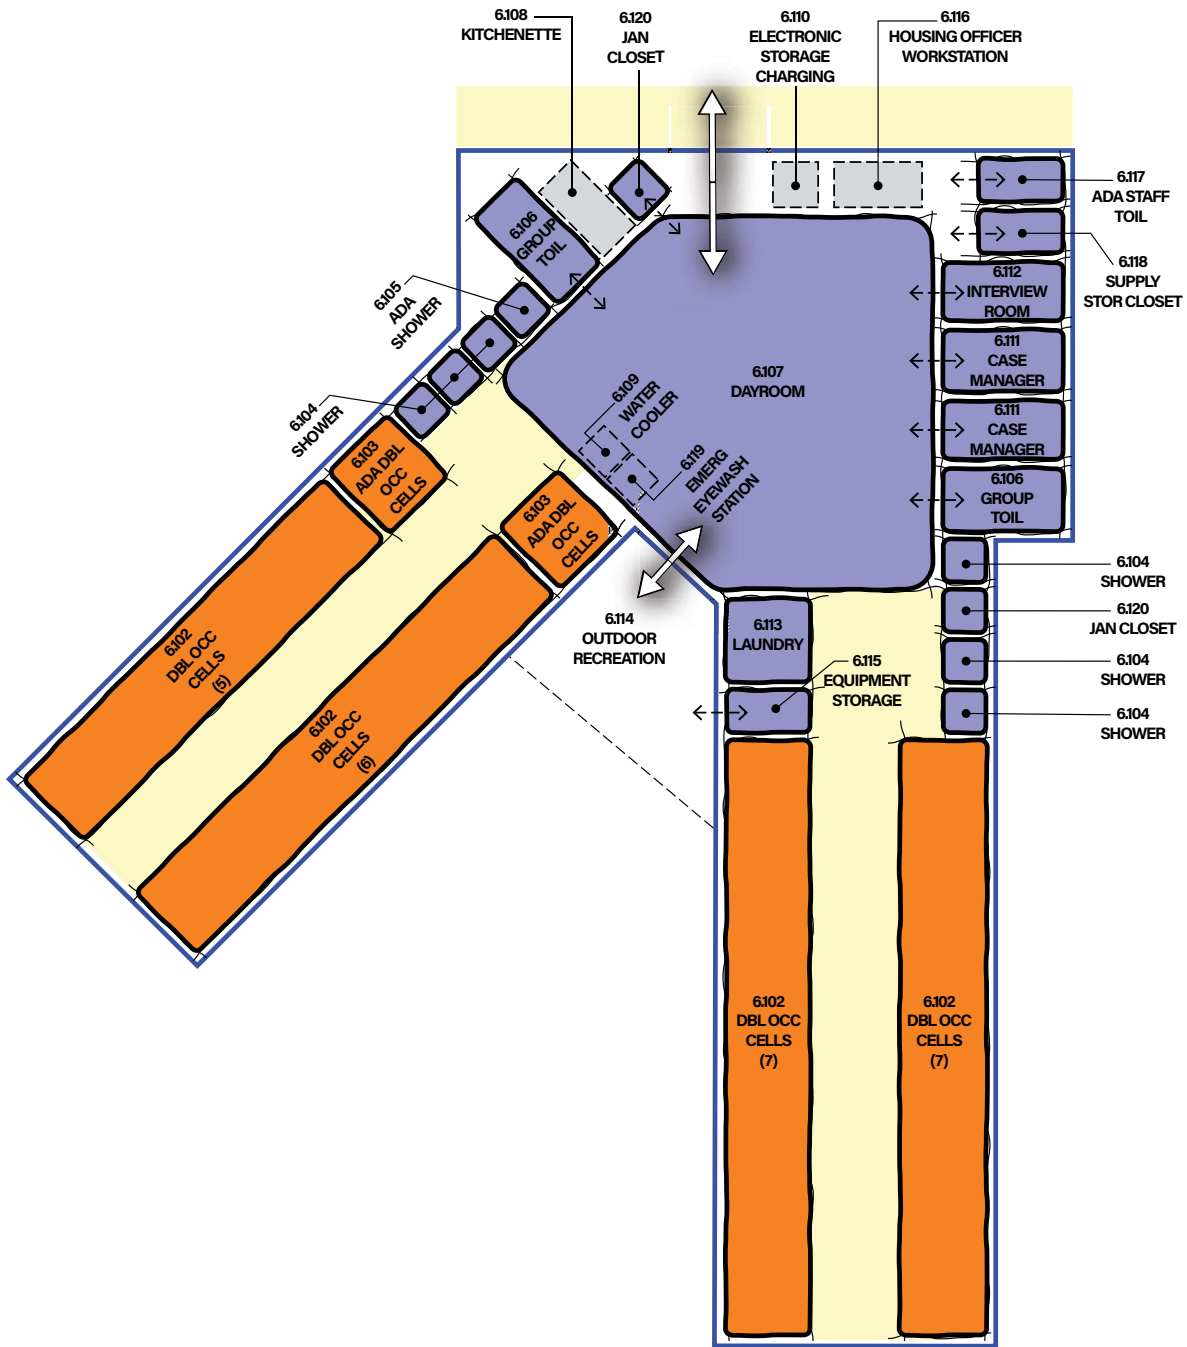 6.108
KITCHENETTE
6.120
JAN
CLOSET
6.110
ELECTRONIC
STORAGE
CHARGING
6.116
HOUSING OFFICER
WORKSTATION
6.117
ADA STAFF
TOIL
6.118
SUPPLY
STOR CLOSET
6.106
GROUP
TOIL
6.112
INTERVIEW
ROOM
6.105
ADA
SHOWER
6.111
CASE
MANAGER
6.107
DAYROOM
6.109
WATER
COOLER
6.104
SHOWER
6.111
CASE
MANAGER
6.119
EMERG
EYEWASH
STATION
6.103
ADA DBL
OCC
CELLS
6.106
GROUP
TOIL
6.103
ADA DBL
OCC
CELLS
6.104
SHOWER
6.114
OUTDOOR
RECREATION
6.113
LAUNDRY
6.120
JAN CLOSET
6.115
EQUIPMENT
STORAGE
6.104
SHOWER
6.104
SHOWER
6.102
DBL OCC
CELLS
(5)
6.102
DBL OCC
CELLS
(6)
6.102
DBL OCC
CELLS
(7)
6.102
DBL OCC
CELLS
(7)